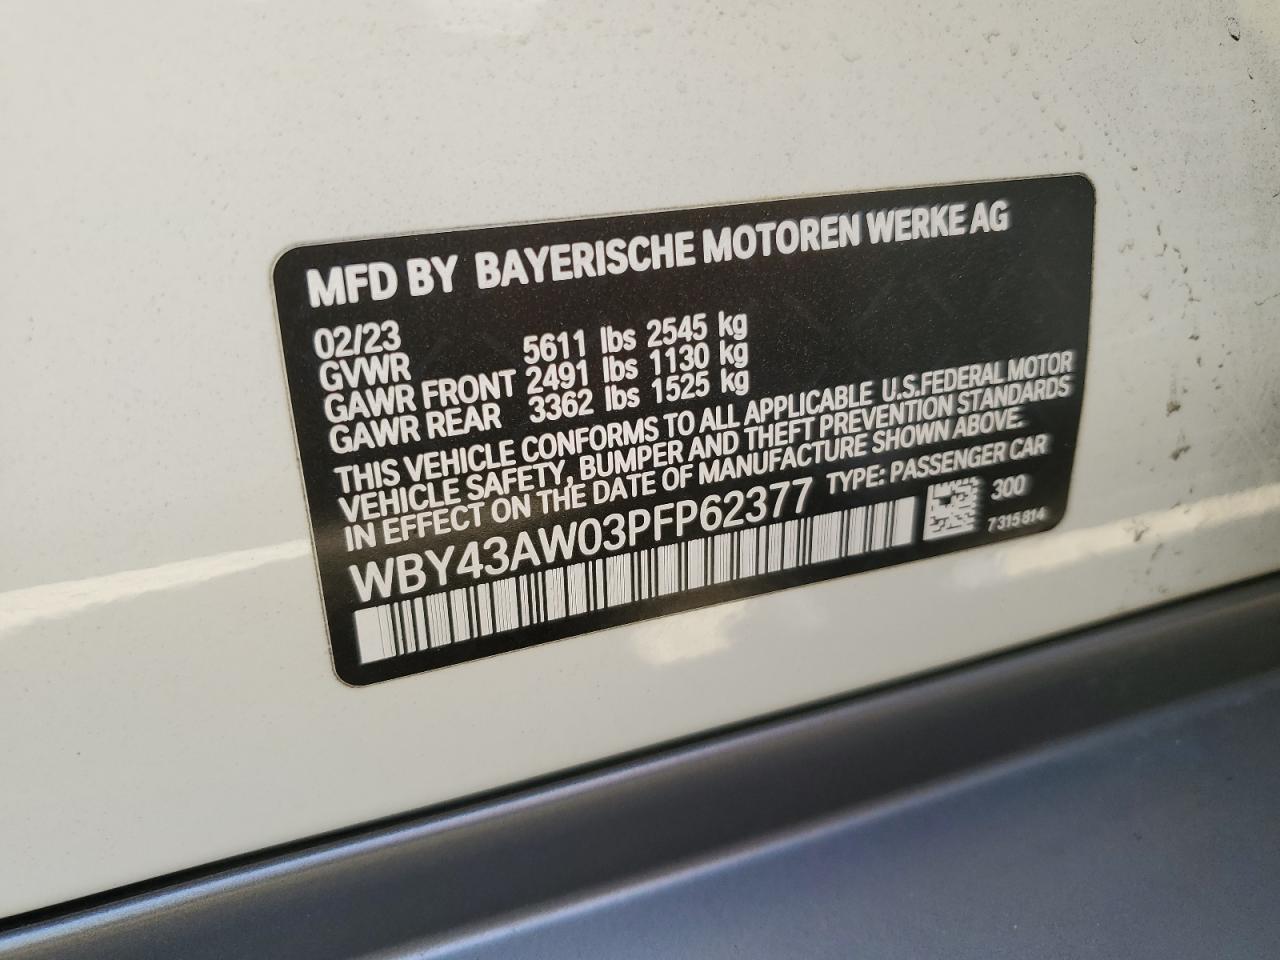 MFD BY BAYERISCHE MOTOREN WERKE AG
02/23
GVWR 5611 lbs 2545 kg
GAWR FRONT 2491 lbs 1130 kg
GAWR REAR 3362 lbs 1525 kg
THIS VEHICLE CONFORMS TO ALL APPLICABLE U.S.FEDERAL MOTOR
VEHICLE SAFETY, BUMPER AND THEFT PREVENTION STANDARDS
IN EFFECT ON THE DATE OF MANUFACTURE SHOWN ABOVE.
WBY43AW03PFP62377 TYPE: PASSENGER CAR
300
7 315 814